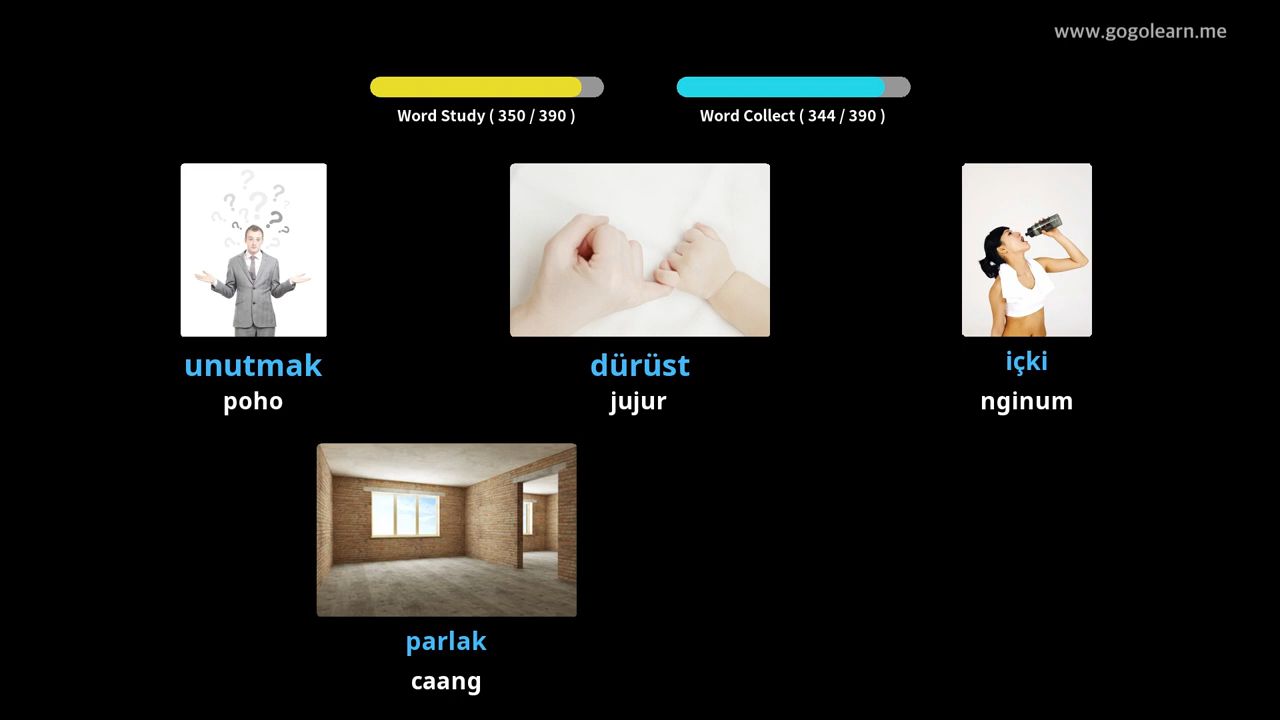 www.gogolearn.me
Word Study ( 350 / 390 )
Word Collect ( 344 / 390 )
unutmak
poho
dürüst
jujur
içki
nginum
parlak
caang